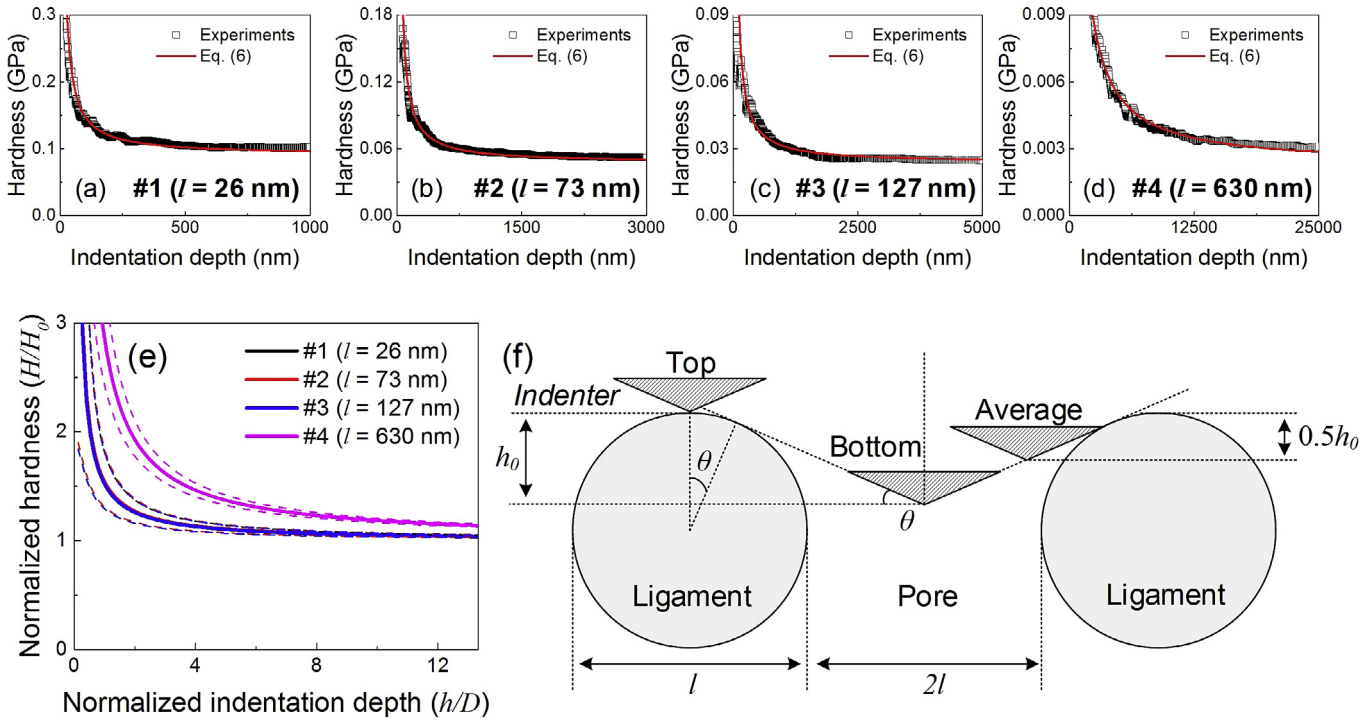 0.3
0.2
0.1
0.0
0
500
1000
Hardness (GPa)
Indentation depth (nm)
Experiments
Eq. (6)
(a)
#1 (l = 26 nm)
0.18
0.12
0.06
0.00
0
1500
3000
Hardness (GPa)
Indentation depth (nm)
Experiments
Eq. (6)
(b)
#2 (l = 73 nm)
0.09
0.06
0.03
0.00
0
2500
5000
Hardness (GPa)
Indentation depth (nm)
Experiments
Eq. (6)
(c)
#3 (l = 127 nm)
0.009
0.006
0.003
0.000
0
12500
25000
Hardness (GPa)
Indentation depth (nm)
Experiments
Eq. (6)
(d)
#4 (l = 630 nm)
3
2
1
0
0
4
8
12
Normalized hardness (H/H₀)
Normalized indentation depth (h/D)
(e)
#1 (l = 26 nm)
#2 (l = 73 nm)
#3 (l = 127 nm)
#4 (l = 630 nm)
(f)
Top
Indenter
Average
Bottom
h₀
θ
θ
0.5h₀
Ligament
Pore
Ligament
l
2l